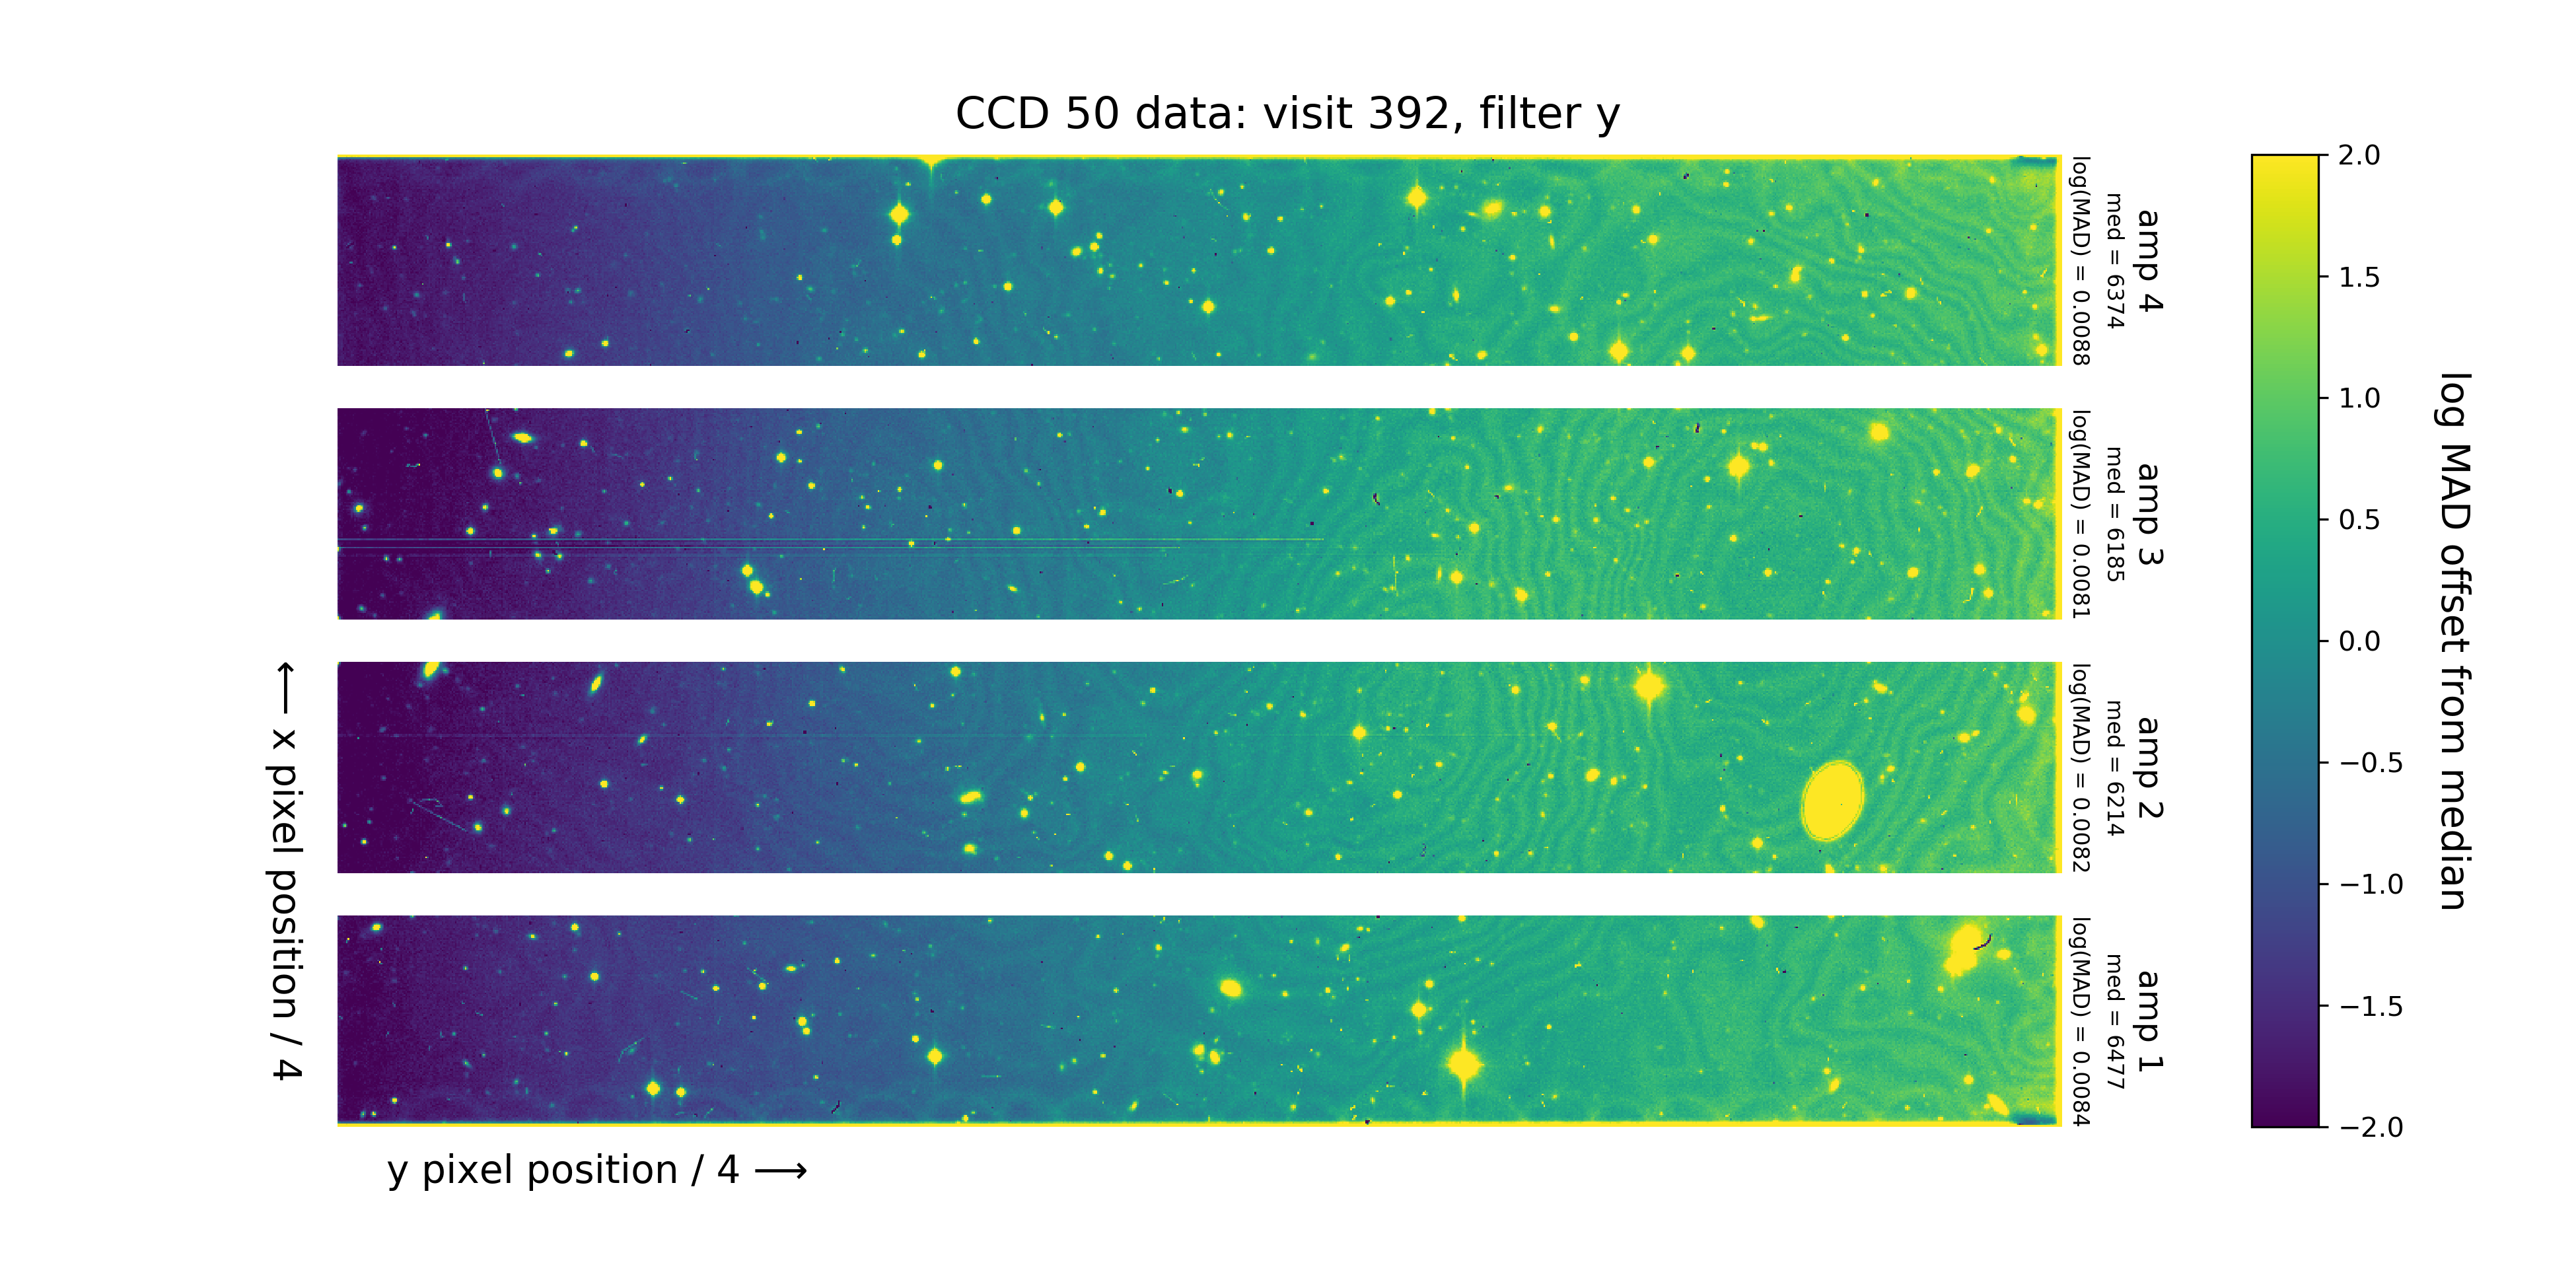 CCD 50 data: visit 392, filter y
amp 4
med = 6374
log(MAD) = 0.0088
amp 3
med = 6185
log(MAD) = 0.0081
amp 2
med = 6214
log(MAD) = 0.0082
amp 1
med = 6477
log(MAD) = 0.0084
⟵ x pixel position / 4
y pixel position / 4 ⟶
2.0
1.5
1.0
0.5
0.0
−0.5
−1.0
−1.5
−2.0
log MAD offset from median